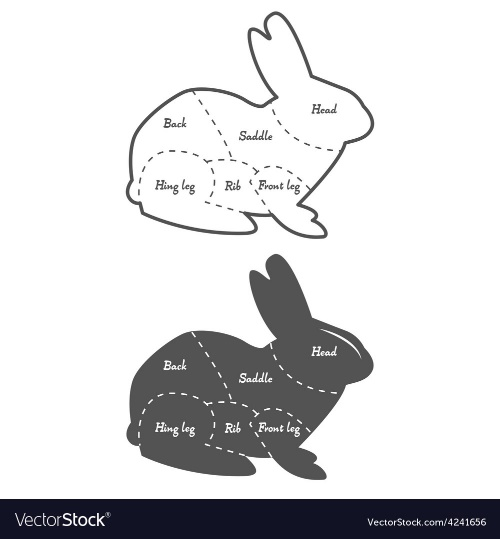 Head
Back
Saddle
Hing leg
Rib
Front leg
Head
Back
Saddle
Hing leg
Rib
Front leg
VectorStock®
VectorStock.com/4241656